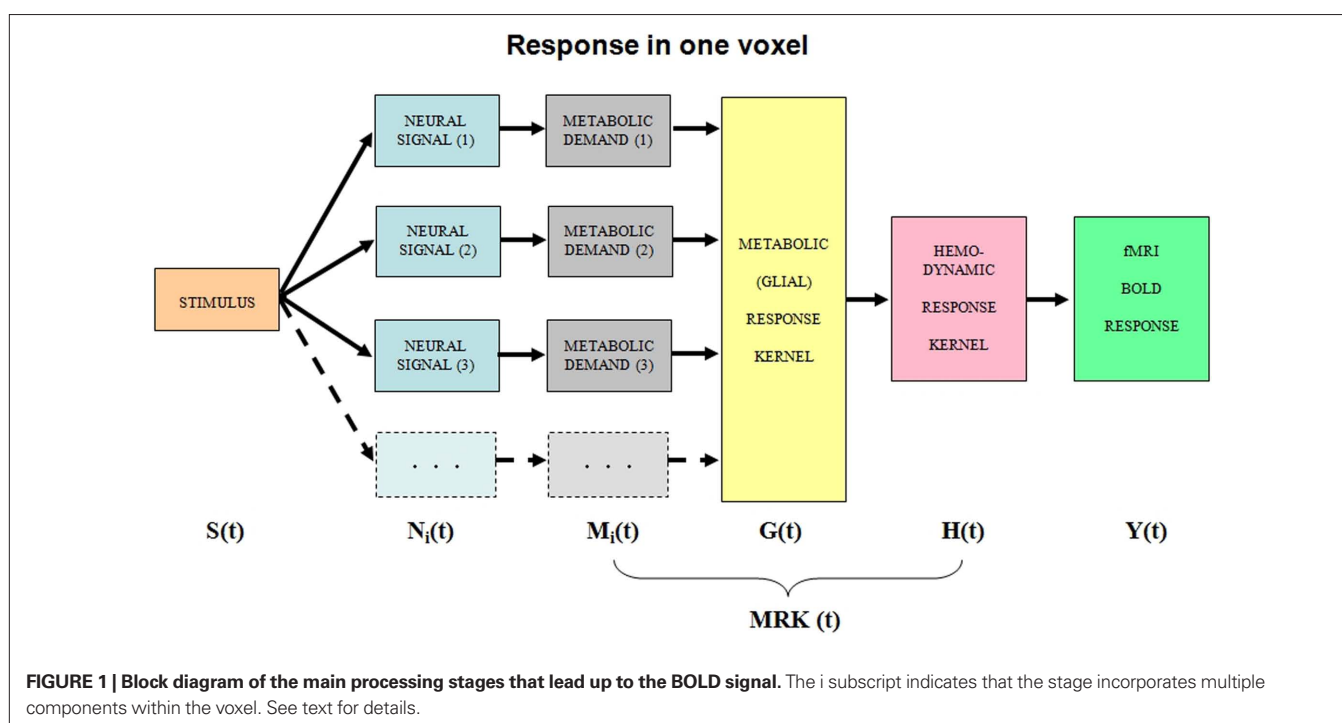 Response in one voxel
STIMULUS
NEURAL
SIGNAL (1)
METABOLIC
DEMAND (1)
NEURAL
SIGNAL (2)
METABOLIC
DEMAND (2)
NEURAL
SIGNAL (3)
METABOLIC
DEMAND (3)
. . .
. . .
METABOLIC
(GLIAL)
RESPONSE
KERNEL
HEMO-
DYNAMIC
RESPONSE
KERNEL
fMRI
BOLD
RESPONSE
S(t)
Ni(t)
Mi(t)
G(t)
H(t)
Y(t)
MRK (t)
FIGURE 1 | Block diagram of the main processing stages that lead up to the BOLD signal. The i subscript indicates that the stage incorporates multiple
components within the voxel. See text for details.